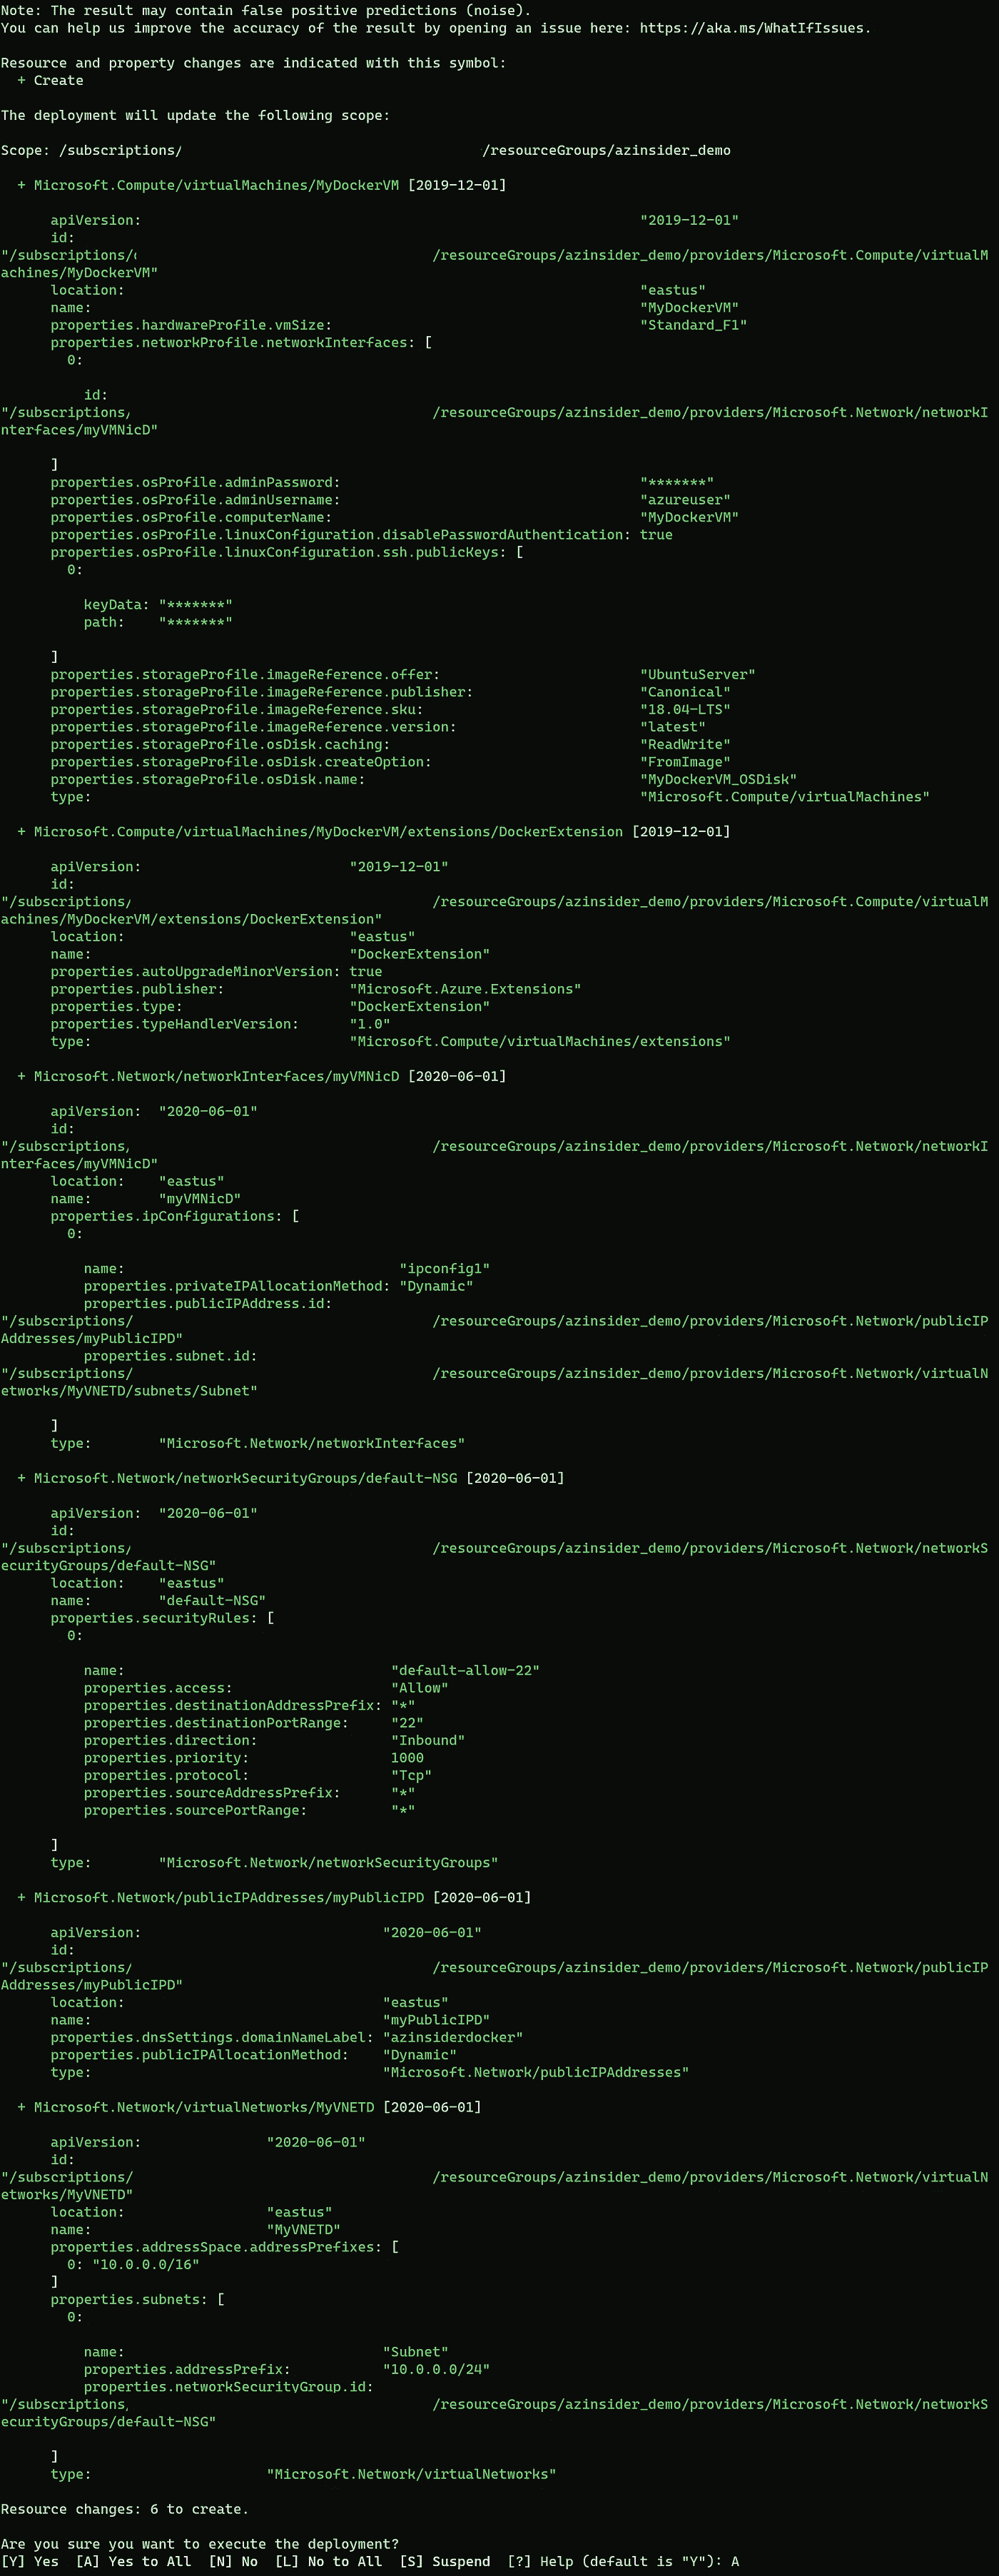 Note: The result may contain false positive predictions (noise).
You can help us improve the accuracy of the result by opening an issue here: https://aka.ms/WhatIfIssues.
Resource and property changes are indicated with this symbol:
+ Create
The deployment will update the following scope:
Scope: /subscriptions/ /resourceGroups/azinsider_demo
+ Microsoft.Compute/virtualMachines/MyDockerVM [2019-12-01]
apiVersion: "2019-12-01"
id:
"/subscriptions/ /resourceGroups/azinsider_demo/providers/Microsoft.Compute/virtualM
achines/MyDockerVM"
location: "eastus"
name: "MyDockerVM"
properties.hardwareProfile.vmSize: "Standard_F1"
properties.networkProfile.networkInterfaces: [
0:
id:
"/subscriptions/ /resourceGroups/azinsider_demo/providers/Microsoft.Network/networkI
nterfaces/myVMNicD"
]
properties.osProfile.adminPassword: "*******"
properties.osProfile.adminUsername: "azureuser"
properties.osProfile.computerName: "MyDockerVM"
properties.osProfile.linuxConfiguration.disablePasswordAuthentication: true
properties.osProfile.linuxConfiguration.ssh.publicKeys: [
0:
keyData: "*******"
path: "*******"
]
properties.storageProfile.imageReference.offer: "UbuntuServer"
properties.storageProfile.imageReference.publisher: "Canonical"
properties.storageProfile.imageReference.sku: "18.04-LTS"
properties.storageProfile.imageReference.version: "latest"
properties.storageProfile.osDisk.caching: "ReadWrite"
properties.storageProfile.osDisk.createOption: "FromImage"
properties.storageProfile.osDisk.name: "MyDockerVM_OSDisk"
type: "Microsoft.Compute/virtualMachines"
+ Microsoft.Compute/virtualMachines/MyDockerVM/extensions/DockerExtension [2019-12-01]
apiVersion: "2019-12-01"
id:
"/subscriptions/ /resourceGroups/azinsider_demo/providers/Microsoft.Compute/virtualM
achines/MyDockerVM/extensions/DockerExtension"
location: "eastus"
name: "DockerExtension"
properties.autoUpgradeMinorVersion: true
properties.publisher: "Microsoft.Azure.Extensions"
properties.type: "DockerExtension"
properties.typeHandlerVersion: "1.0"
type: "Microsoft.Compute/virtualMachines/extensions"
+ Microsoft.Network/networkInterfaces/myVMNicD [2020-06-01]
apiVersion: "2020-06-01"
id:
"/subscriptions/ /resourceGroups/azinsider_demo/providers/Microsoft.Network/networkI
nterfaces/myVMNicD"
location: "eastus"
name: "myVMNicD"
properties.ipConfigurations: [
0:
name: "ipconfig1"
properties.privateIPAllocationMethod: "Dynamic"
properties.publicIPAddress.id:
"/subscriptions/ /resourceGroups/azinsider_demo/providers/Microsoft.Network/publicIP
Addresses/myPublicIPD"
properties.subnet.id:
"/subscriptions/ /resourceGroups/azinsider_demo/providers/Microsoft.Network/virtualN
etworks/MyVNETD/subnets/Subnet"
]
type: "Microsoft.Network/networkInterfaces"
+ Microsoft.Network/networkSecurityGroups/default-NSG [2020-06-01]
apiVersion: "2020-06-01"
id:
"/subscriptions/ /resourceGroups/azinsider_demo/providers/Microsoft.Network/networkS
ecurityGroups/default-NSG"
location: "eastus"
name: "default-NSG"
properties.securityRules: [
0:
name: "default-allow-22"
properties.access: "Allow"
properties.destinationAddressPrefix: "*"
properties.destinationPortRange: "22"
properties.direction: "Inbound"
properties.priority: 1000
properties.protocol: "Tcp"
properties.sourceAddressPrefix: "*"
properties.sourcePortRange: "*"
]
type: "Microsoft.Network/networkSecurityGroups"
+ Microsoft.Network/publicIPAddresses/myPublicIPD [2020-06-01]
apiVersion: "2020-06-01"
id:
"/subscriptions/ /resourceGroups/azinsider_demo/providers/Microsoft.Network/publicIP
Addresses/myPublicIPD"
location: "eastus"
name: "myPublicIPD"
properties.dnsSettings.domainNameLabel: "azinsiderdocker"
properties.publicIPAllocationMethod: "Dynamic"
type: "Microsoft.Network/publicIPAddresses"
+ Microsoft.Network/virtualNetworks/MyVNETD [2020-06-01]
apiVersion: "2020-06-01"
id:
"/subscriptions/ /resourceGroups/azinsider_demo/providers/Microsoft.Network/virtualN
etworks/MyVNETD"
location: "eastus"
name: "MyVNETD"
properties.addressSpace.addressPrefixes: [
0: "10.0.0.0/16"
]
properties.subnets: [
0:
name: "Subnet"
properties.addressPrefix: "10.0.0.0/24"
properties.networkSecurityGroup.id:
"/subscriptions/ /resourceGroups/azinsider_demo/providers/Microsoft.Network/networkS
ecurityGroups/default-NSG"
]
type: "Microsoft.Network/virtualNetworks"
Resource changes: 6 to create.
Are you sure you want to execute the deployment?
[Y] Yes [A] Yes to All [N] No [L] No to All [S] Suspend [?] Help (default is "Y"): A